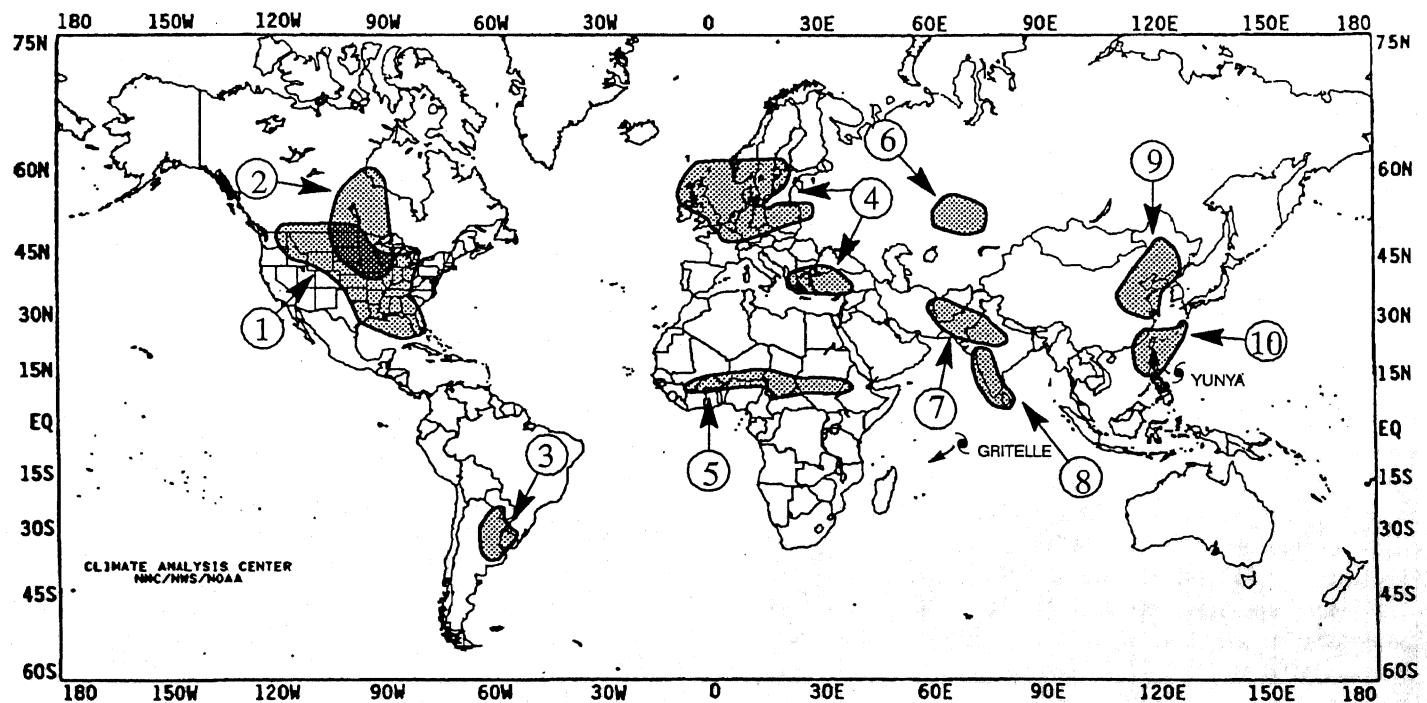 180 150W 120W 90W 60W 30W 0 30E 60E 90E 120E 150E 180
75N 75N
60N 60N
2 6 9
4
45N 45N
30N 30N
1 10
15N 15N
YUNYA
7
EQ EQ
3 GRITELLE
15S 5 8 15S
30S 30S
CLIMATE ANALYSIS CENTER
NMC/NWS/NOAA
45S 45S
60S 60S
180 150W 120W 90W 60W 30W 0 30E 60E 90E 120E 150E 180